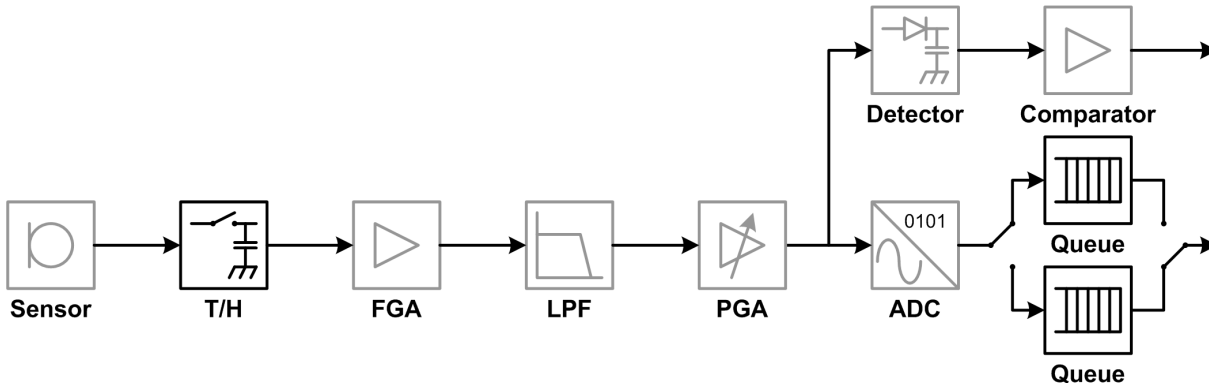 Detector
Comparator
0101
Queue
Sensor
T/H
FGA
LPF
PGA
ADC
Queue